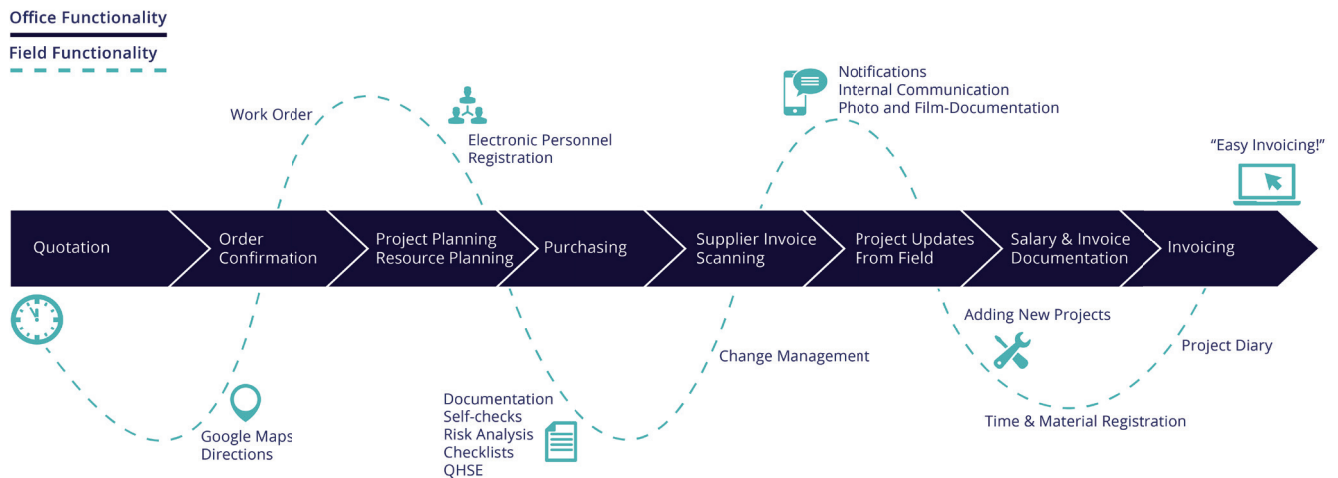 Office Functionality
Field Functionality
Work Order
Electronic Personnel
Registration
Notifications
Internal Communication
Photo and Film-Documentation
“Easy Invoicing!”
Quotation
Order
Confirmation
Project Planning
Resource Planning
Purchasing
Supplier Invoice
Scanning
Project Updates
From Field
Salary & Invoice
Documentation
Invoicing
Google Maps
Directions
Documentation
Self-checks
Risk Analysis
Checklists
QHSE
Change Management
Adding New Projects
Time & Material Registration
Project Diary